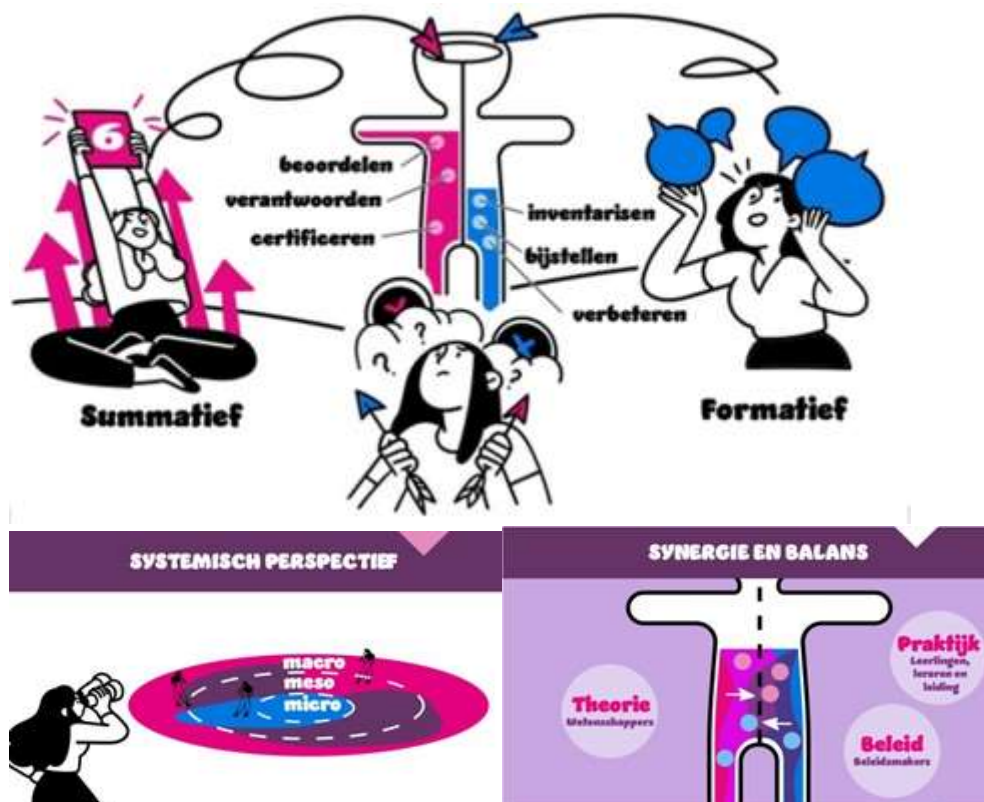 6
beoordelen
verantwoorden
certificeren
inventarisen
bijstellen
verbeteren
Summatief
Formatief
SYSTEMISCH PERSPECTIEF
macro
meso
micro
SYNERGIE EN BALANS
Theorie
Wetenschappers
Praktijk
Leerlingen,
leraren en
leiding
Beleid
Beleidsmakers